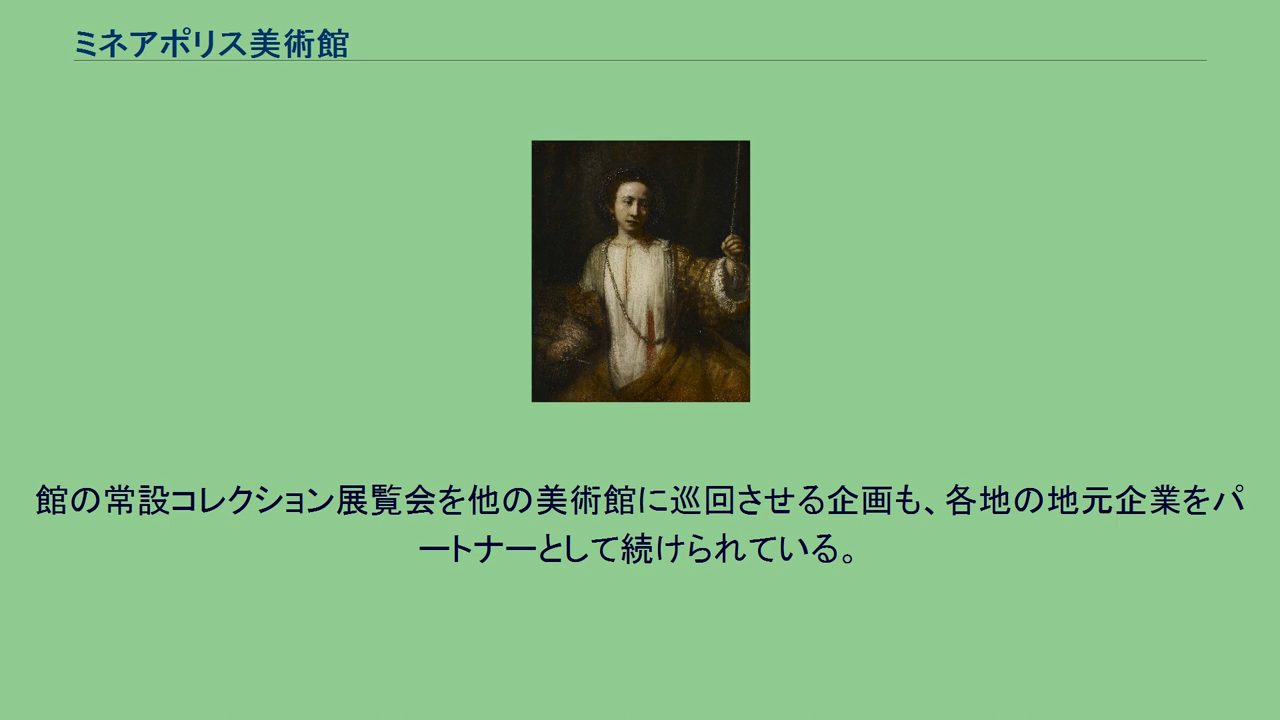 ミネアポリス美術館
館の常設コレクション展覧会を他の美術館に巡回させる企画も、各地の地元企業をパ
ートナーとして続けられている。